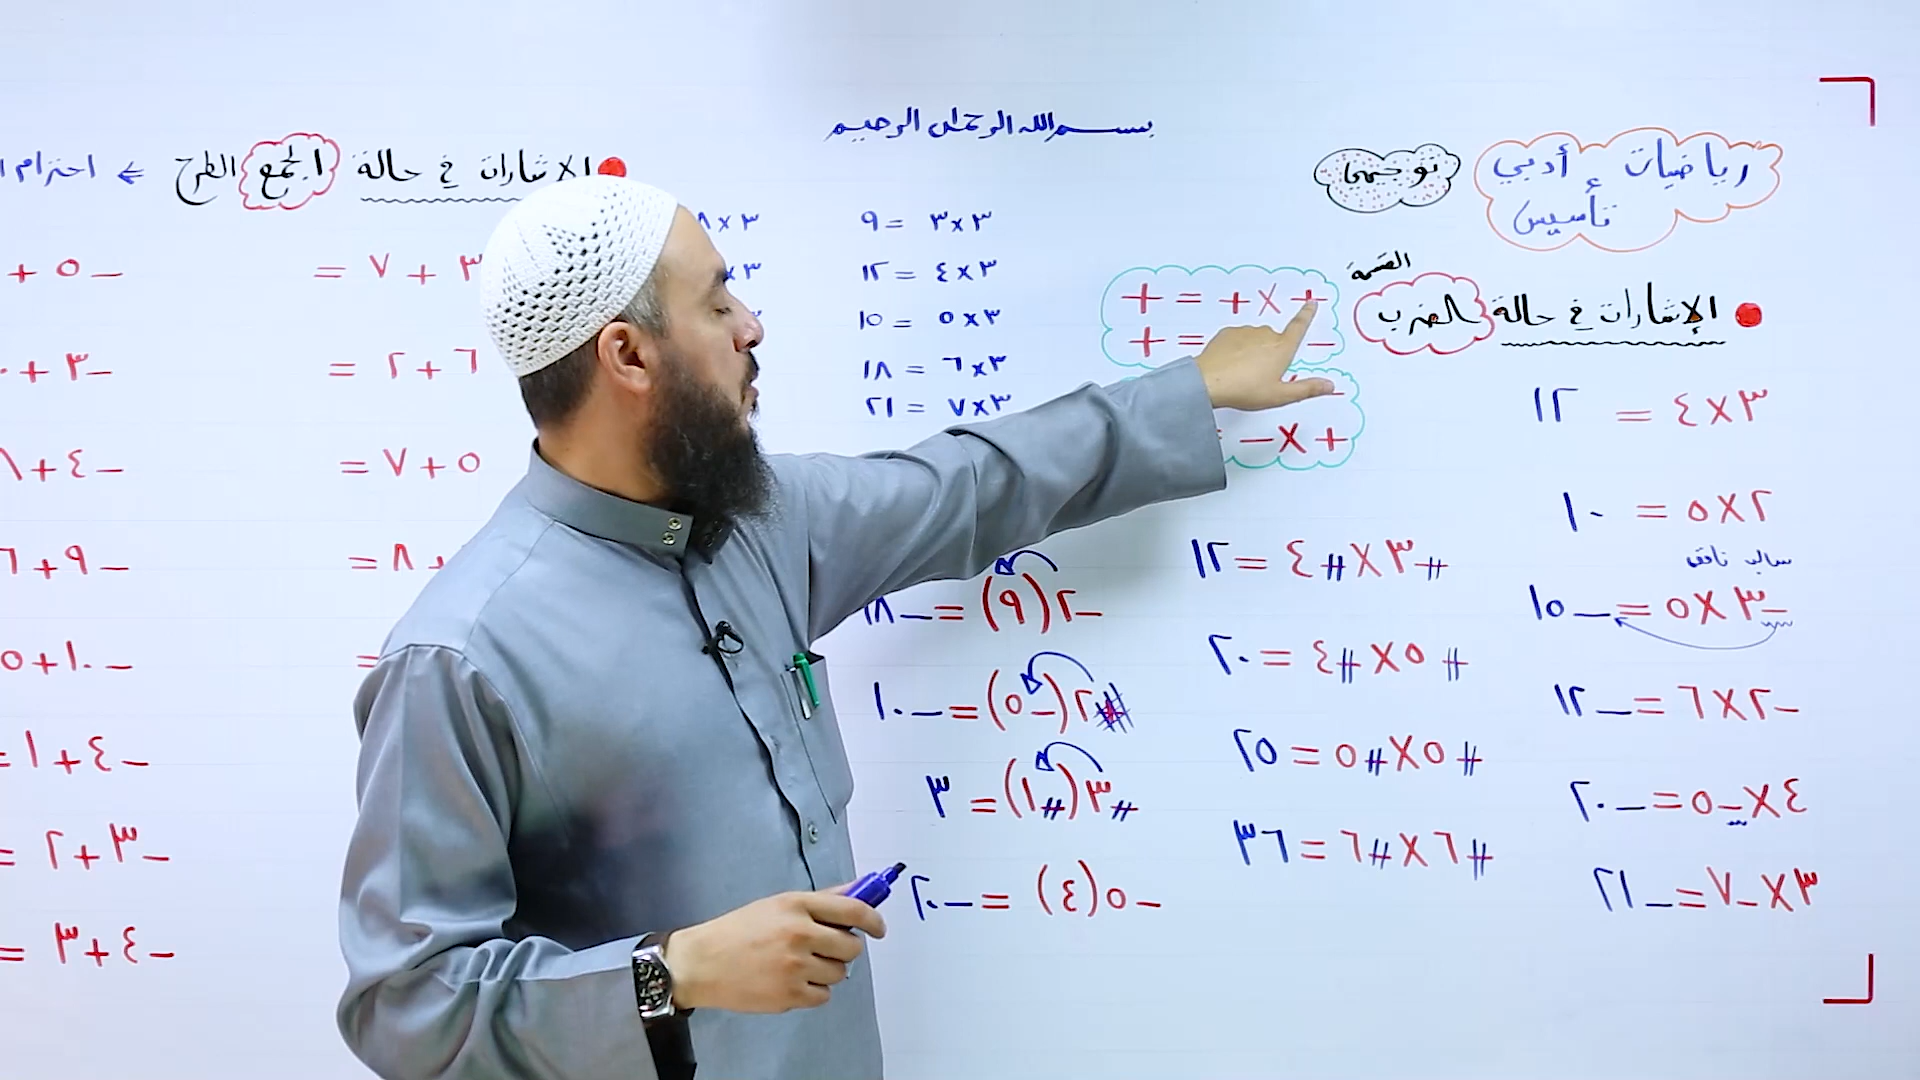 بسم الله الرحمن الرحيم
رياضيات أدبي
تأسيس
توجيهي
الإشارات في حالة الضرب
القسمة
+ × + = +
+ × -
٣ × ٤ = ١٢
٢ × ٥ = ١٠
سالب ناقص
-٣ × ٥ = -١٥
-٢ × ٦ = -١٢
٤ × -٥ = -٢٠
٣ × -٧ = -٢١
٣ × ٤ = ١٢
٥ × ٤ = ٢٠
٥ × ٥ = ٢٥
٦ × ٦ = ٣٦
٣ × ٣ = ٩
٣ × ٤ = ١٢
٣ × ٥ = ١٥
٣ × ٦ = ١٨
٣ × ٧ = ٢١
٣ × ٨
-٢(٩) = -١٨
٢(-٥) = -١٠
٣(١) = ٣
-٥(٤) = -٢٠
الإشارات في حالة الجمع الطرح ← احترام
٣ + ٧ =
٦ + ٢ =
٥ + ٧ =
+ ٨ =
-٥ +
-٣ +
-٤ + ٨
-٩ + ٦
-١٠ + ٥
-٤ + ١ =
-٣ + ٢ =
-٤ + ٣ =